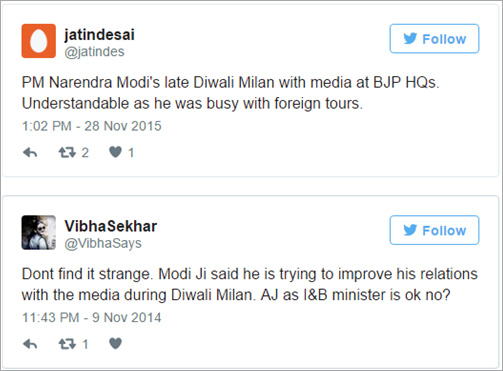 jatindesai
Follow
@jatindes
PM Narendra Modi's late Diwali Milan with media at BJP HQs.
Understandable as he was busy with foreign tours.
1:02 PM - 28 Nov 2015
2 1
VibhaSekhar
Follow
@VibhaSays
Dont find it strange. Modi Ji said he is trying to improve his relations
with the media during Diwali Milan. AJ as I&B minister is ok no?
11:43 PM - 9 Nov 2014
1